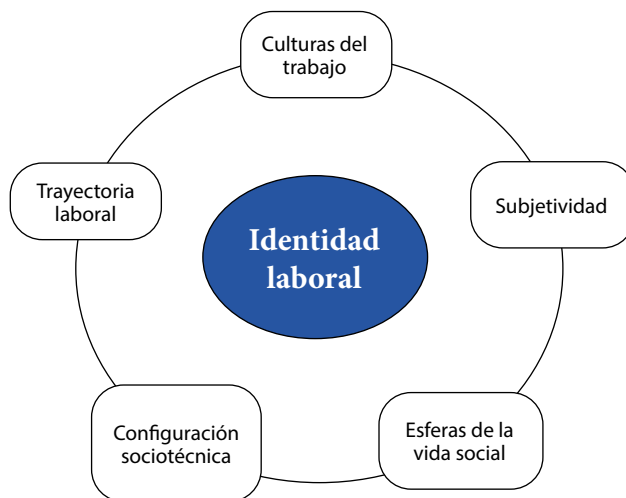 Culturas del
trabajo
Trayectoria
laboral
Subjetividad
Identidad
laboral
Configuración
sociotécnica
Esferas de la
vida social